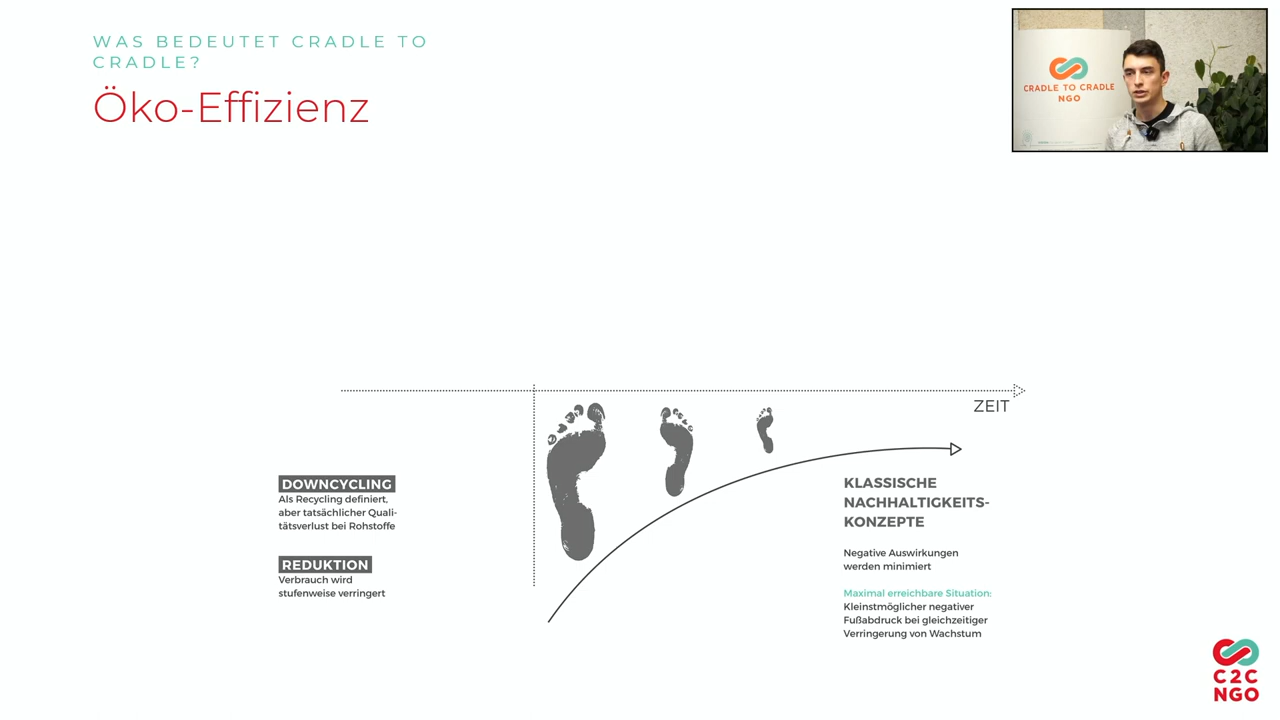 WAS BEDEUTET CRADLE TO
CRADLE?
Öko-Effizienz
CRADLE TO CRADLE
NGO
ZEIT
DOWNCYCLING
Als Recycling definiert,
aber tatsächlicher Quali-
tätsverlust bei Rohstoffe
REDUKTION
Verbrauch wird
stufenweise verringert
KLASSISCHE
NACHHALTIGKEITS-
KONZEPTE
Negative Auswirkungen
werden minimiert
Maximal erreichbare Situation:
Kleinstmöglicher negativer
Fußabdruck bei gleichzeitiger
Verringerung von Wachstum
C2C
NGO